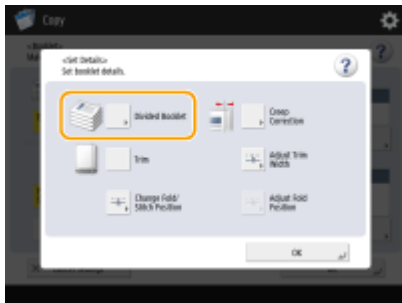 Copy
<Set Details>
Set booklet details.
Divided Booklet
Creep
Correction
Trim
Adjust Trim
Width
Change Fold/
Stitch Position
Adjust Fold
Position
OK